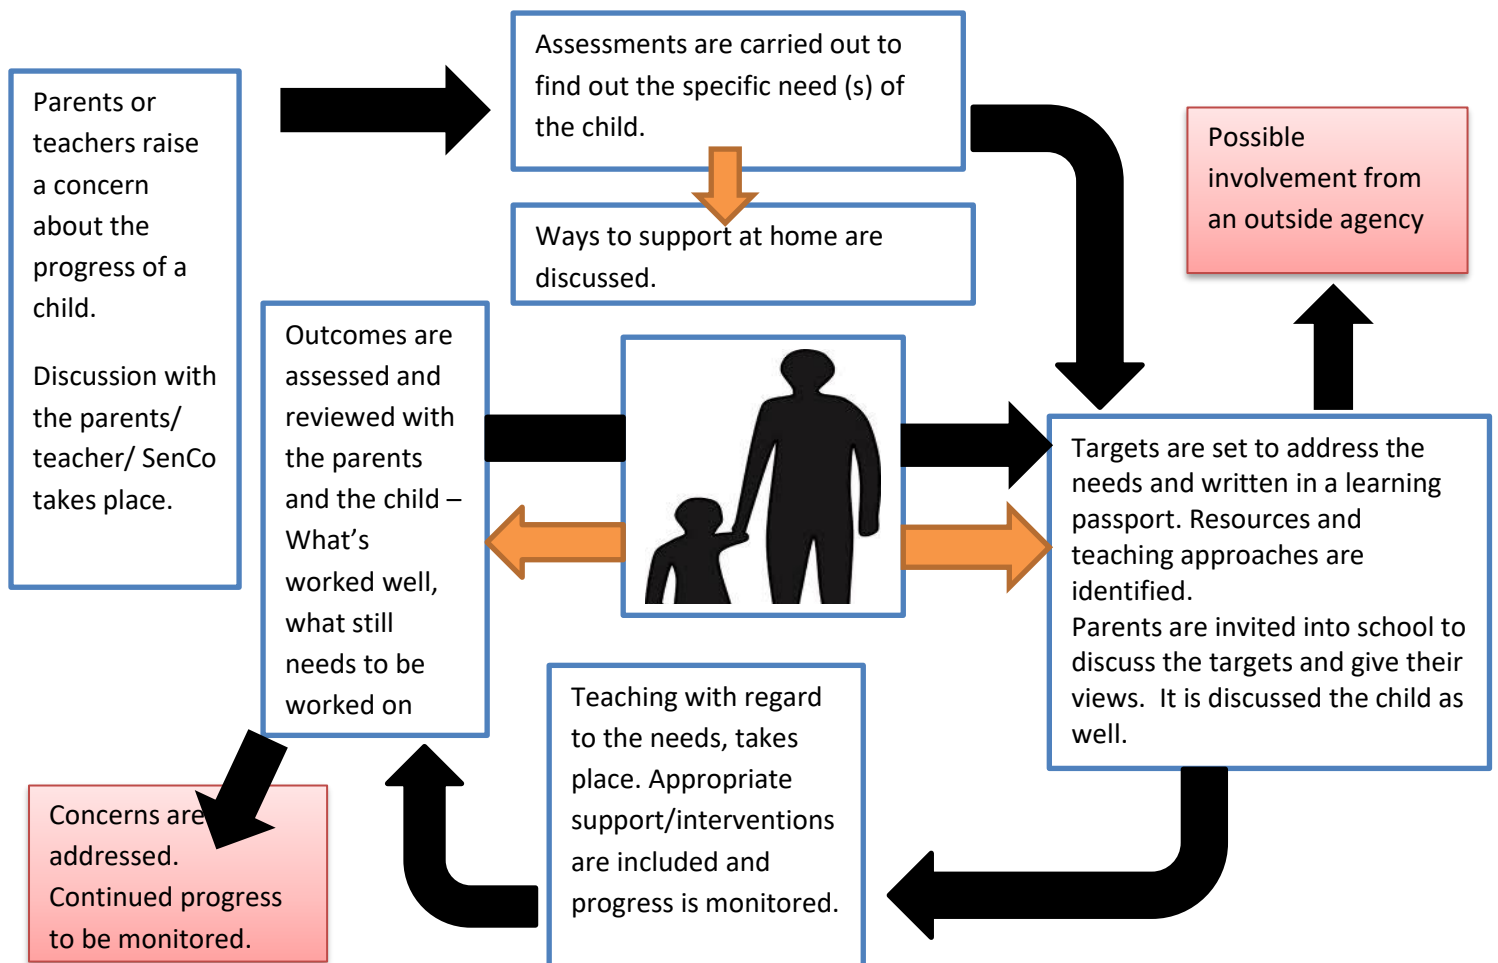 Parents or
teachers raise
a concern
about the
progress of a
child.
Discussion with
the parents/
teacher/ SenCo
takes place.
Assessments are carried out to
find out the specific need (s) of
the child.
Ways to support at home are
discussed.
Possible
involvement from
an outside agency
Outcomes are
assessed and
reviewed with
the parents
and the child –
What's
worked well,
what still
needs to be
worked on
Targets are set to address the
needs and written in a learning
passport. Resources and
teaching approaches are
identified.
Parents are invited into school to
discuss the targets and give their
views.  It is discussed the child as
well.
Teaching with regard
to the needs, takes
place. Appropriate
support/interventions
are included and
progress is monitored.
Concerns are
addressed.
Continued progress
to be monitored.